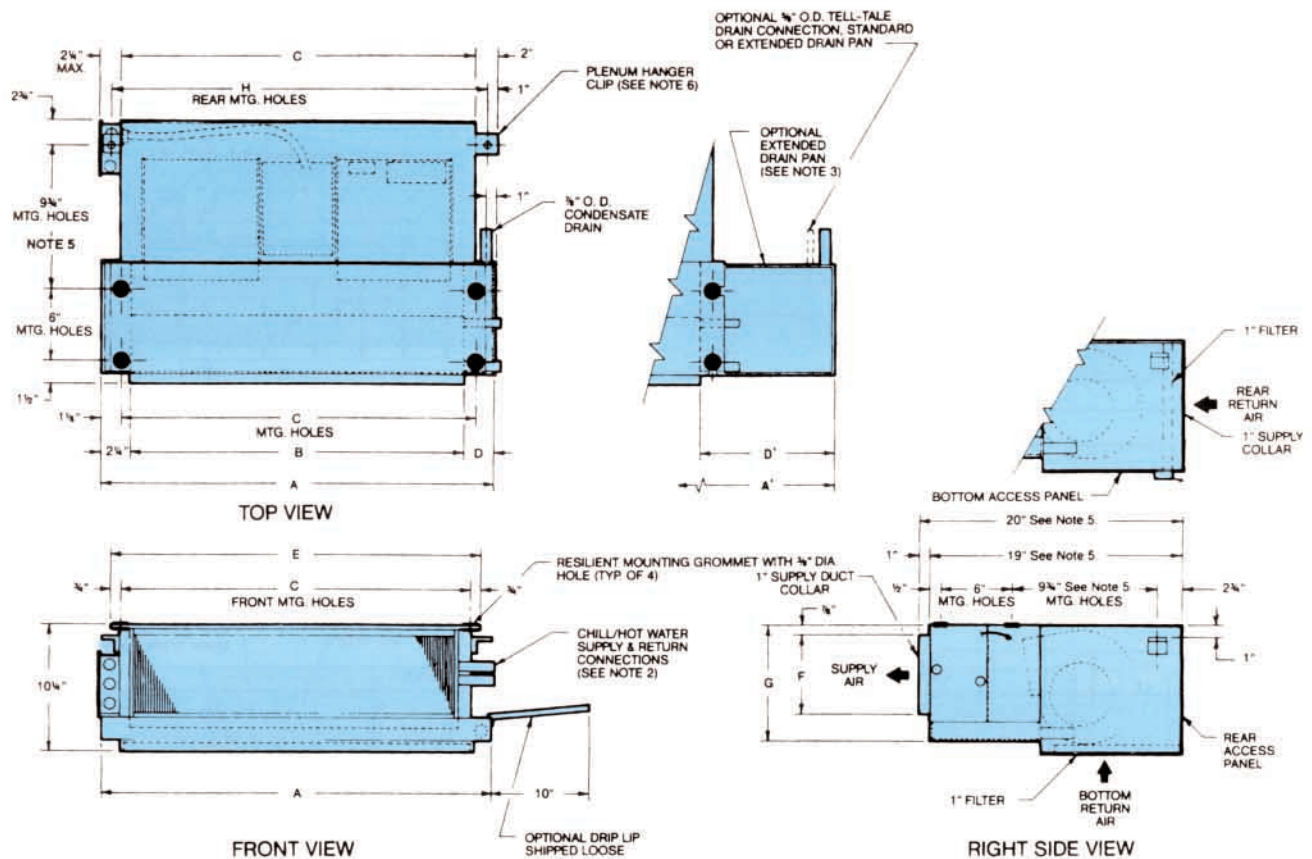 OPTIONAL ⅝" O.D. TELL-TALE
DRAIN CONNECTION, STANDARD
OR EXTENDED DRAIN PAN
2¼"
MAX.
C
2"
H
REAR MTG. HOLES
1"
PLENUM HANGER
CLIP (SEE NOTE 6)
2¾"
9¾"
MTG. HOLES
NOTE 5
1"
O.D.
CONDENSATE
DRAIN
6"
MTG. HOLES
1½"
C
MTG. HOLES
2¼"
B
D
A
TOP VIEW
OPTIONAL
EXTENDED
DRAIN PAN
(SEE NOTE 3)
D'
A'
1" FILTER
REAR
RETURN
AIR
1" SUPPLY
COLLAR
BOTTOM ACCESS PANEL
E
¾"
C
¾"
FRONT MTG. HOLES
RESILIENT MOUNTING GROMMET WITH DIA.
HOLE (TYP. OF 4)
CHILL/HOT WATER
SUPPLY & RETURN
CONNECTIONS
(SEE NOTE 2)
10¼"
A
10"
OPTIONAL DRIP LIP
SHIPPED LOOSE
FRONT VIEW
20" See Note 5
1"
19" See Note 5
1" SUPPLY DUCT
COLLAR
½"
6"
MTG. HOLES
9¾" See Note 5
MTG. HOLES
2¾"
1"
SUPPLY
AIR
G
F
REAR
ACCESS
PANEL
1" FILTER
BOTTOM
RETURN
AIR
RIGHT SIDE VIEW